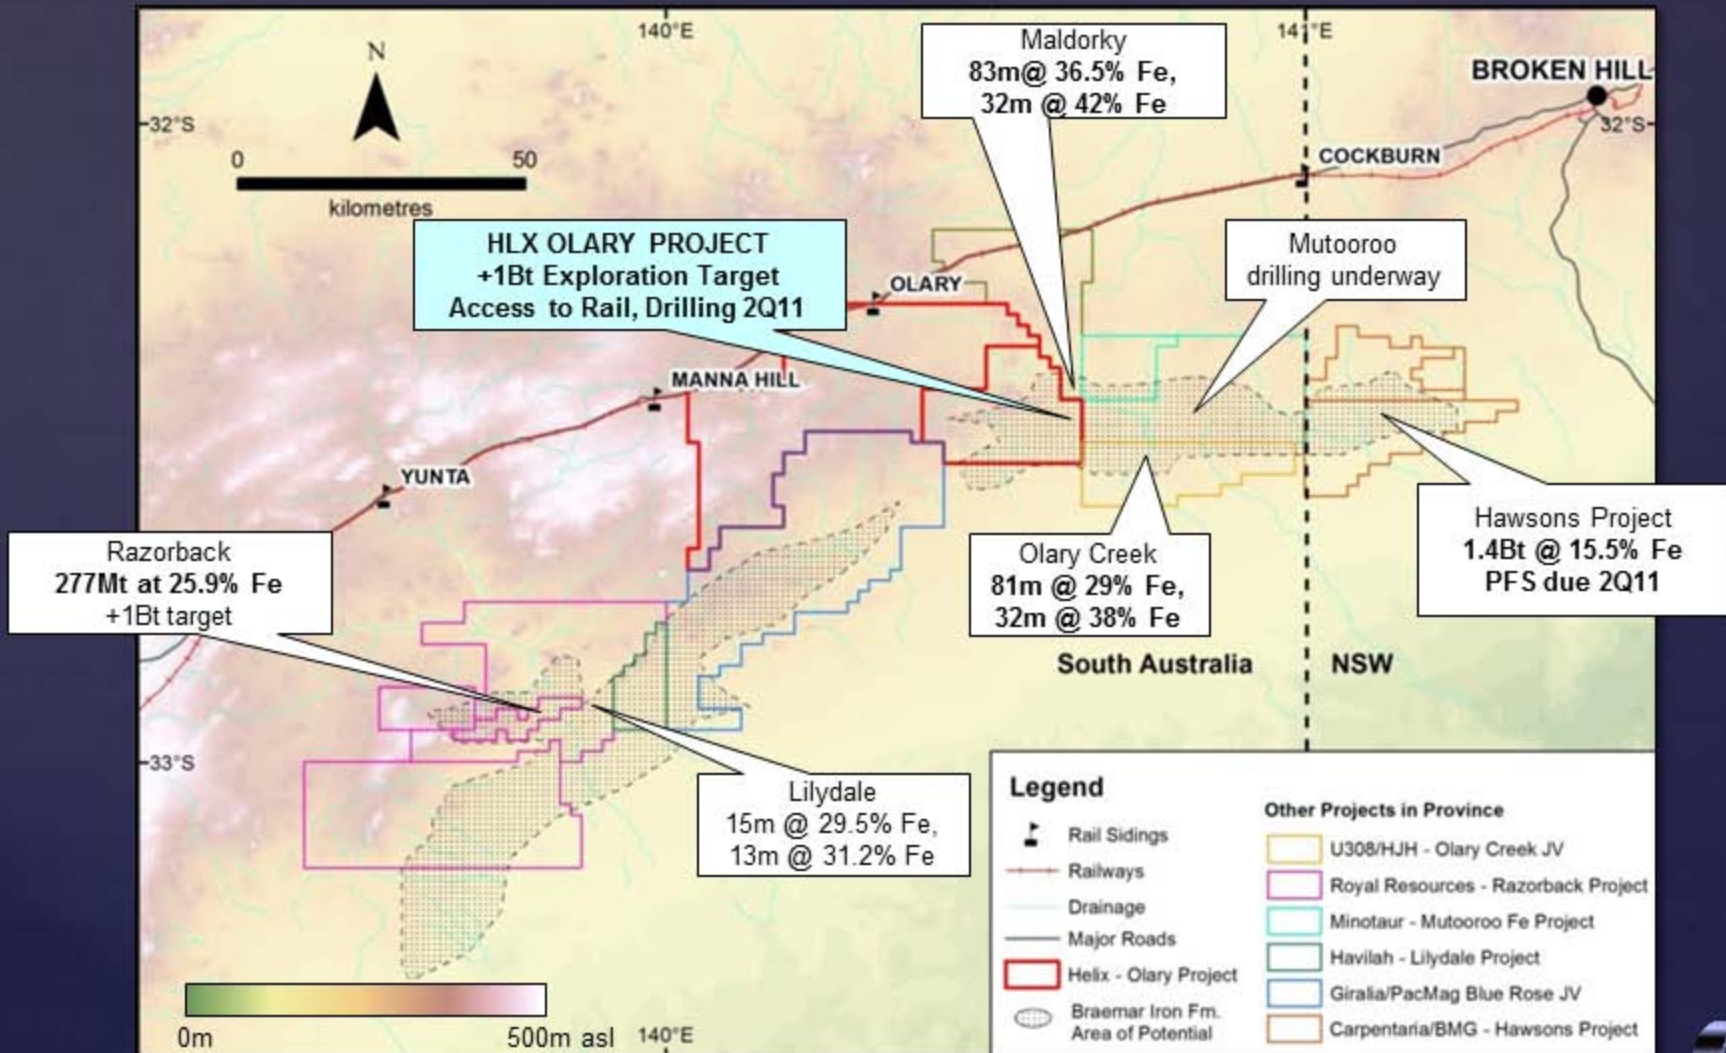 140°E
141°E
N
Maldorky
83m@ 36.5% Fe,
32m @ 42% Fe
BROKEN HILL
32°S
32°S
0 50
kilometres
COCKBURN
HLX OLARY PROJECT
+1Bt Exploration Target
Access to Rail, Drilling 2Q11
Mutooroo
drilling underway
OLARY
MANNA HILL
YUNTA
Razorback
277Mt at 25.9% Fe
+1Bt target
Olary Creek
81m @ 29% Fe,
32m @ 38% Fe
Hawsons Project
1.4Bt @ 15.5% Fe
PFS due 2Q11
South Australia
NSW
33°S
Lilydale
15m @ 29.5% Fe,
13m @ 31.2% Fe
Legend
Rail Sidings
Railways
Drainage
Major Roads
Helix - Olary Project
Braemar Iron Fm.
Area of Potential
Other Projects in Province
U308/HJH - Olary Creek JV
Royal Resources - Razorback Project
Minotaur - Mutooroo Fe Project
Havilah - Lilydale Project
Giralia/PacMag Blue Rose JV
Carpentaria/BMG - Hawsons Project
0m 500m asl
140°E